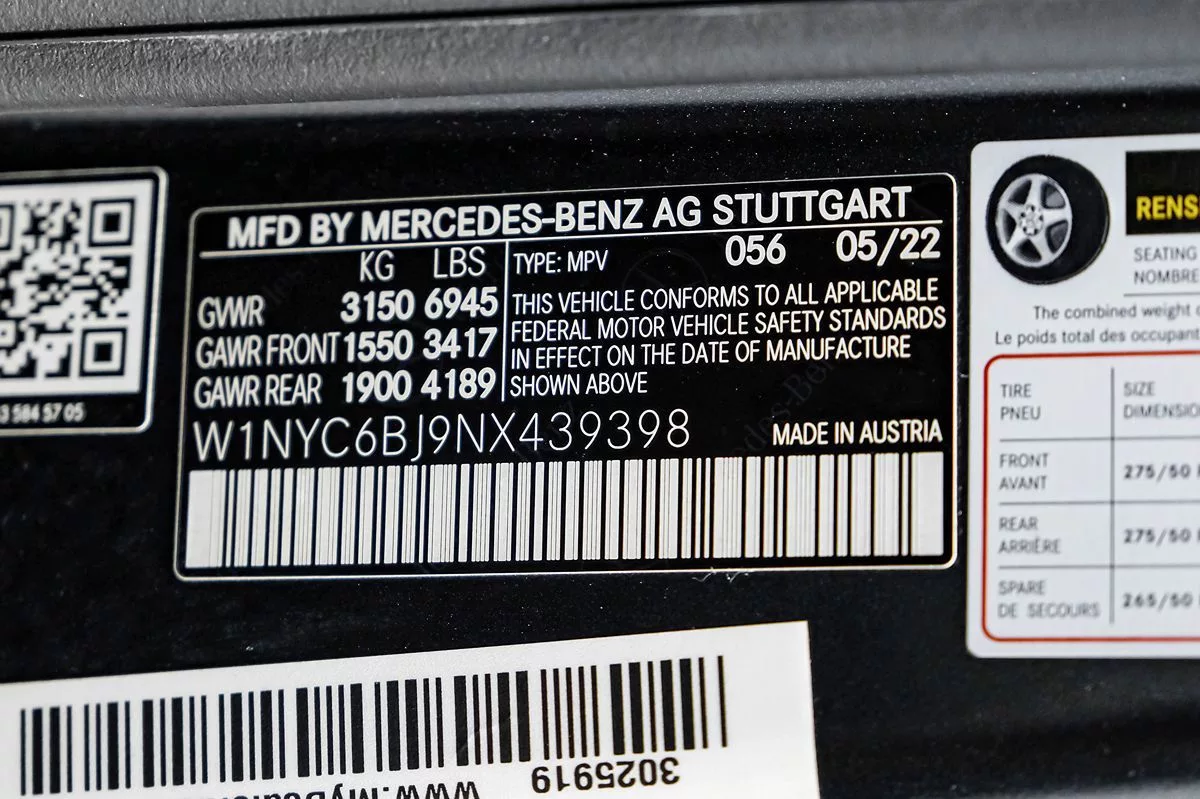 3 584 57 05
MFD BY MERCEDES-BENZ AG STUTTGART
KG LBS
GVWR 3150 6945
GAWR FRONT 1550 3417
GAWR REAR 1900 4189
TYPE: MPV 056 05/22
THIS VEHICLE CONFORMS TO ALL APPLICABLE
FEDERAL MOTOR VEHICLE SAFETY STANDARDS
IN EFFECT ON THE DATE OF MANUFACTURE
SHOWN ABOVE
W1NYC6BJ9NX439398
MADE IN AUSTRIA
RENS
SEATING
NOMBRE
The combined weight
Le poids total des occupant
TIRE SIZE
PNEU DIMENSIO
FRONT
AVANT 275/50
REAR
ARRIÈRE 275/50
SPARE
DE SECOURS 265/50
3025919